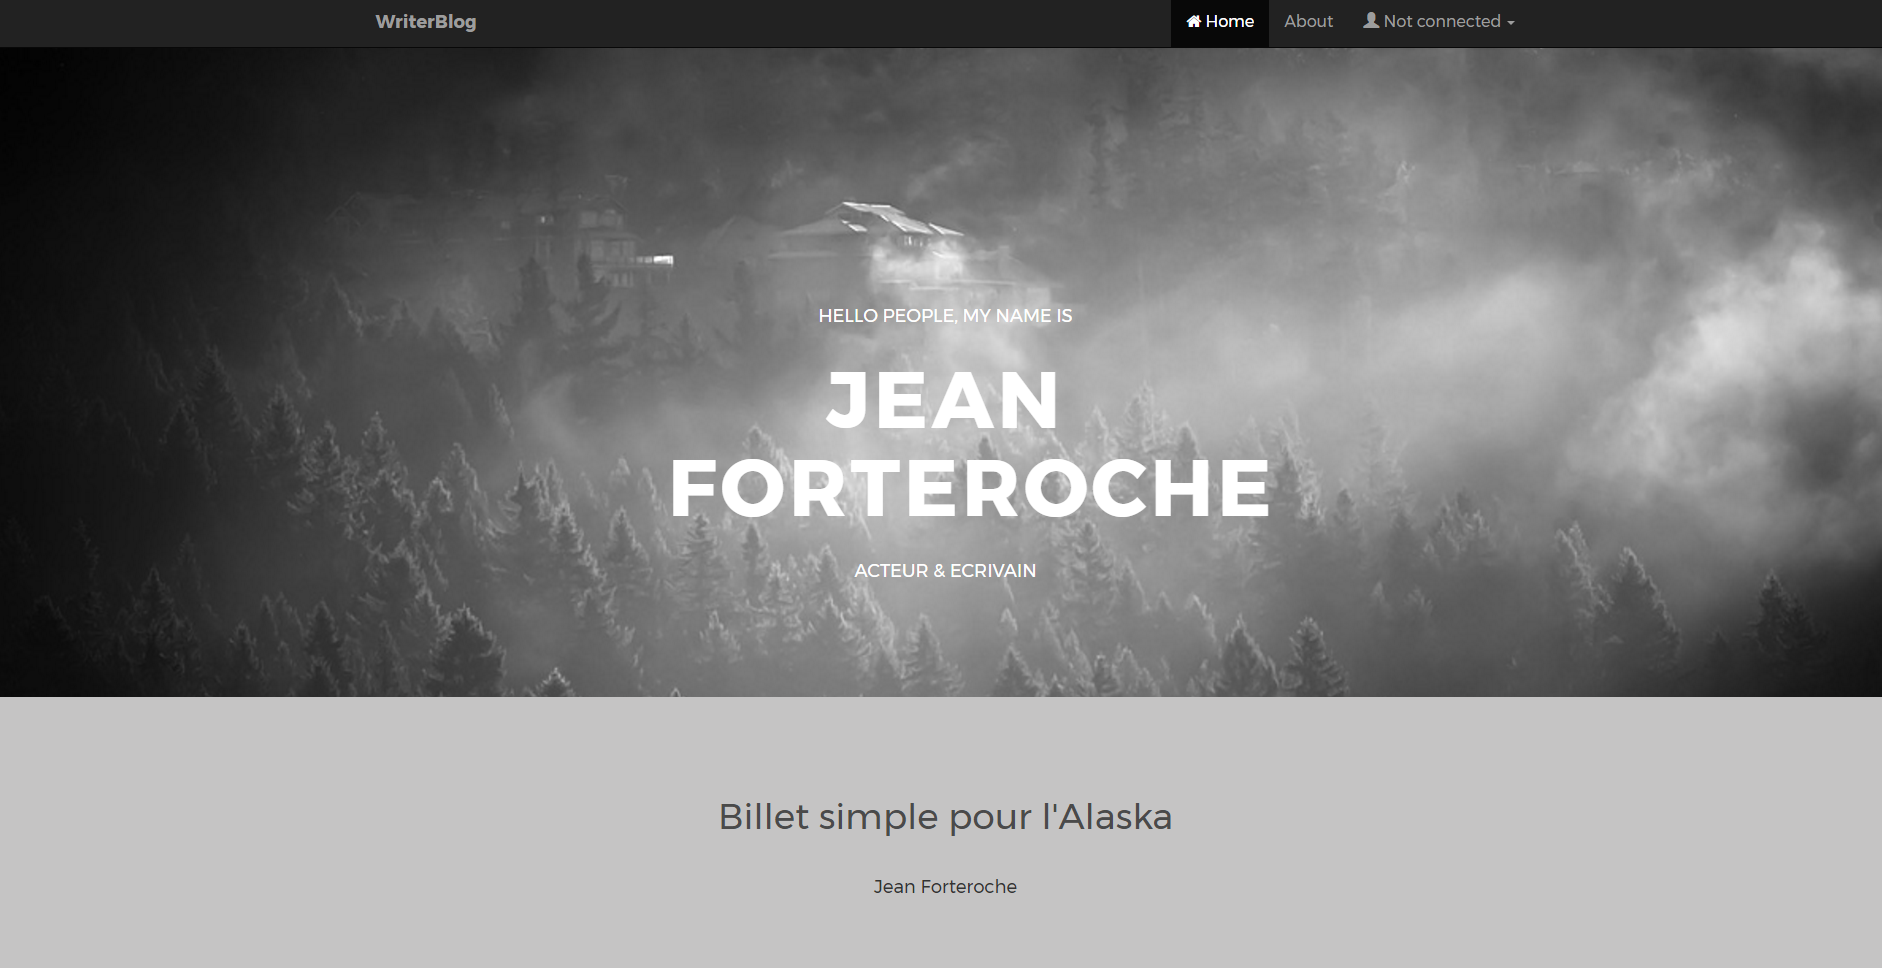 WriterBlog
Home
About
Not connected
HELLO PEOPLE, MY NAME IS
JEAN
FORTEROCHE
ACTEUR & ECRIVAIN
Billet simple pour l'Alaska
Jean Forteroche